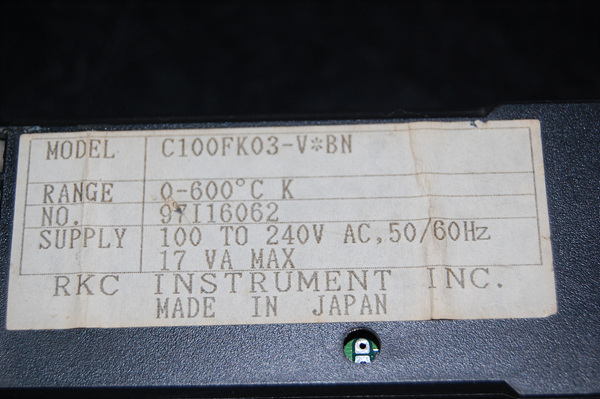 MODEL C100FK03-V*BN
RANGE 0-600°C K
NO. 97I16062
SUPPLY 100 TO 240V AC,50/60Hz
17 VA MAX
RKC INSTRUMENT INC.
MADE IN JAPAN